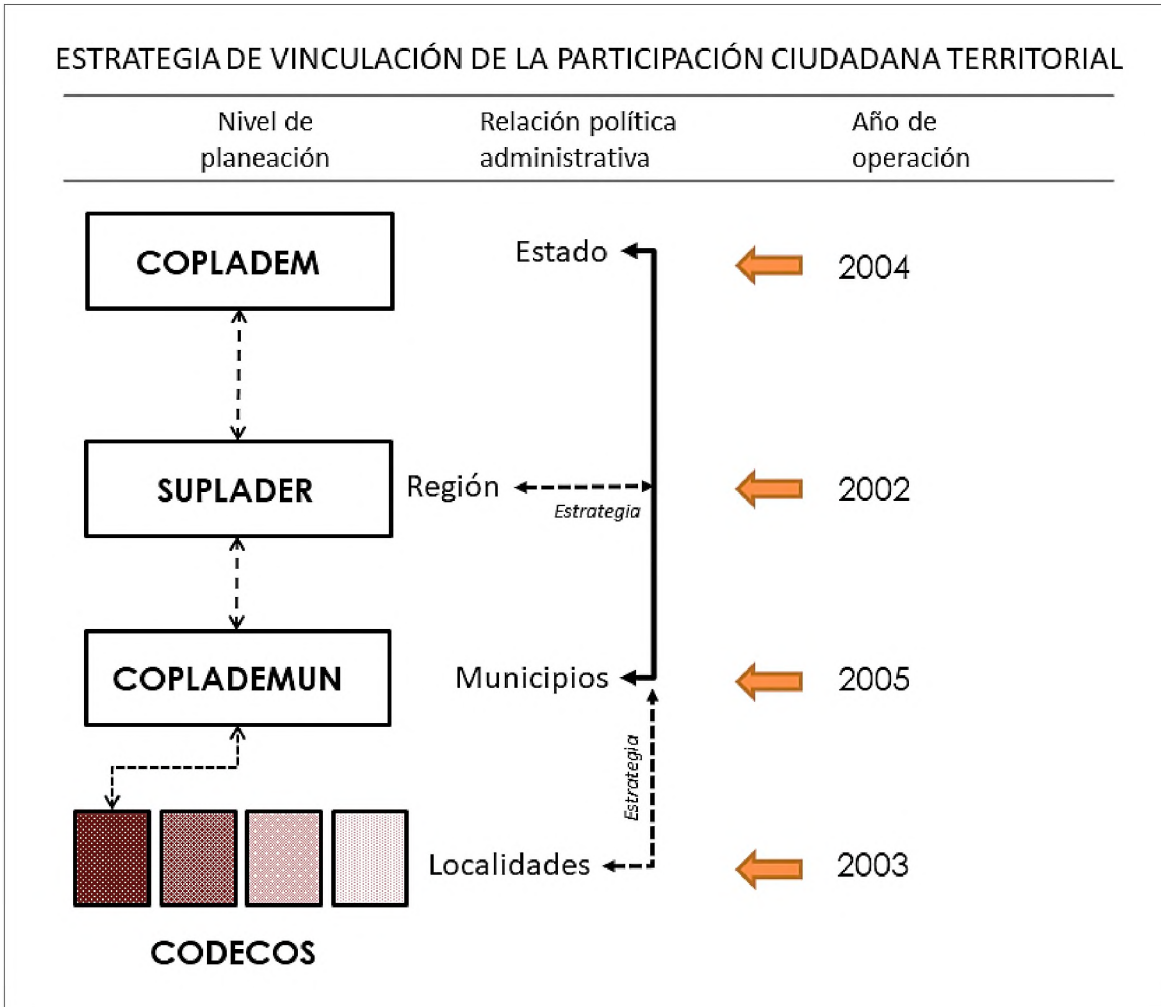 ESTRATEGIA DE VINCULACIÓN DE LA PARTICIPACIÓN CIUDADANA TERRITORIAL
Nivel de
planeación
Relación política
administrativa
Año de
operación
COPLADEM
Estado
2004
SUPLADER
Región
Estrategia
2002
COPLADEMUN
Municipios
2005
Estrategia
Localidades
2003
CODECOS